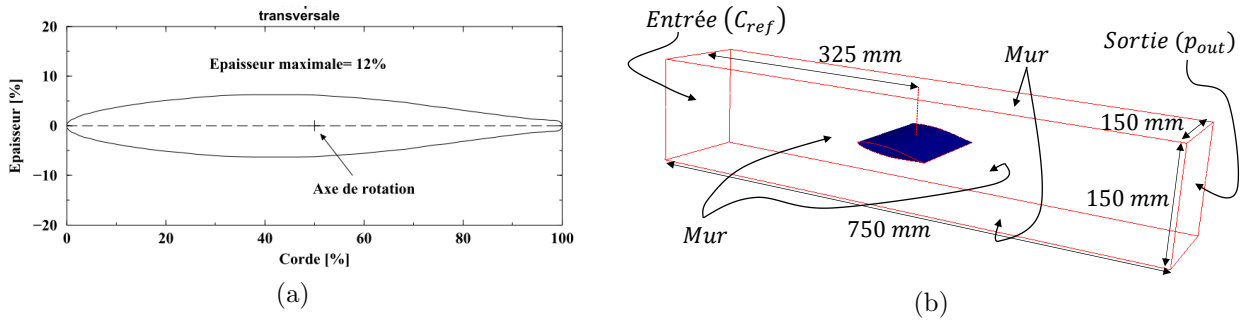 transversale
20
10
0
−10
−20
Epaisseur [%]
Epaisseur maximale= 12%
Axe de rotation
0
20
40
60
80
100
Corde [%]
(a)
Entrée (C_ref)
325 mm
Mur
Sortie (p_out)
150 mm
150 mm
Mur
750 mm
(b)